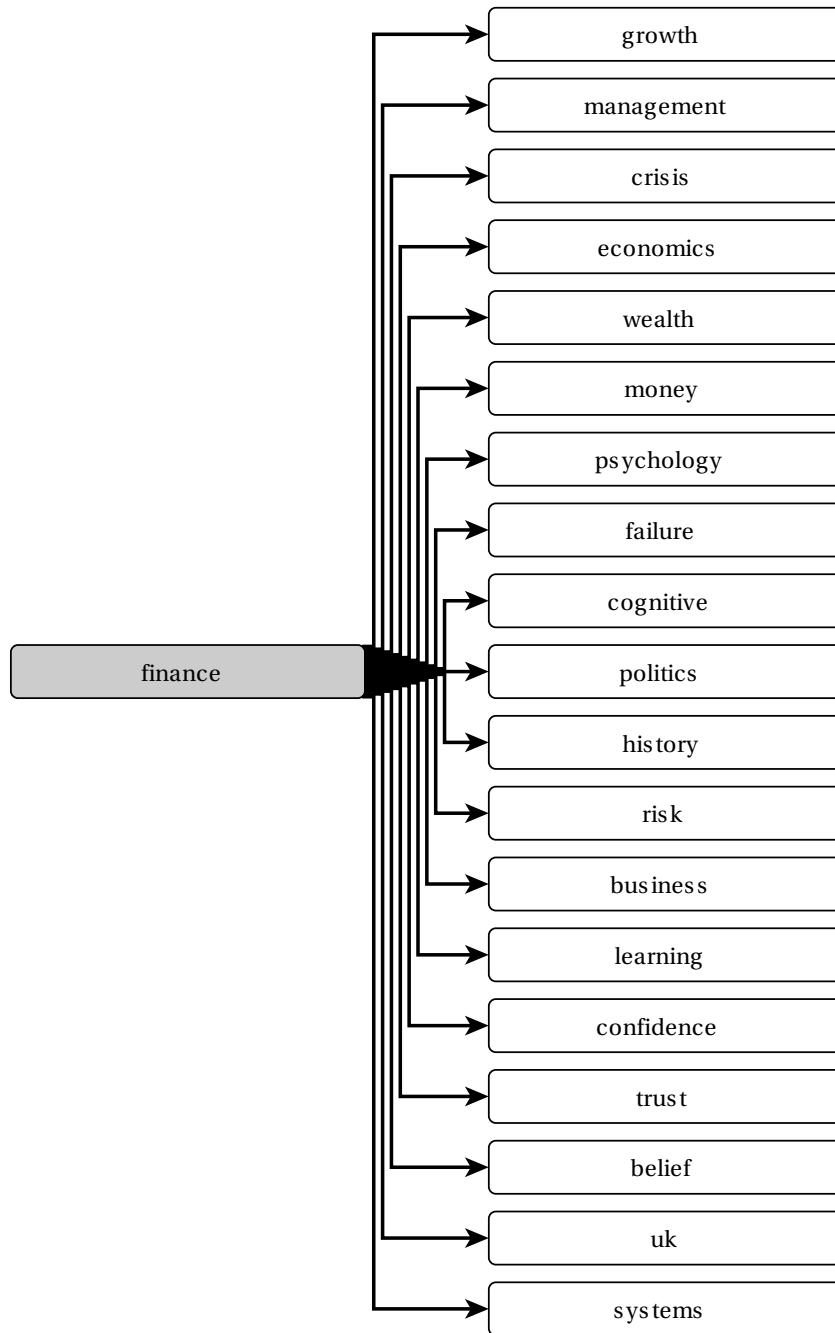 growth
management
crisis
economics
wealth
money
psychology
failure
cognitive
finance
politics
history
risk
business
learning
confidence
trust
belief
uk
systems